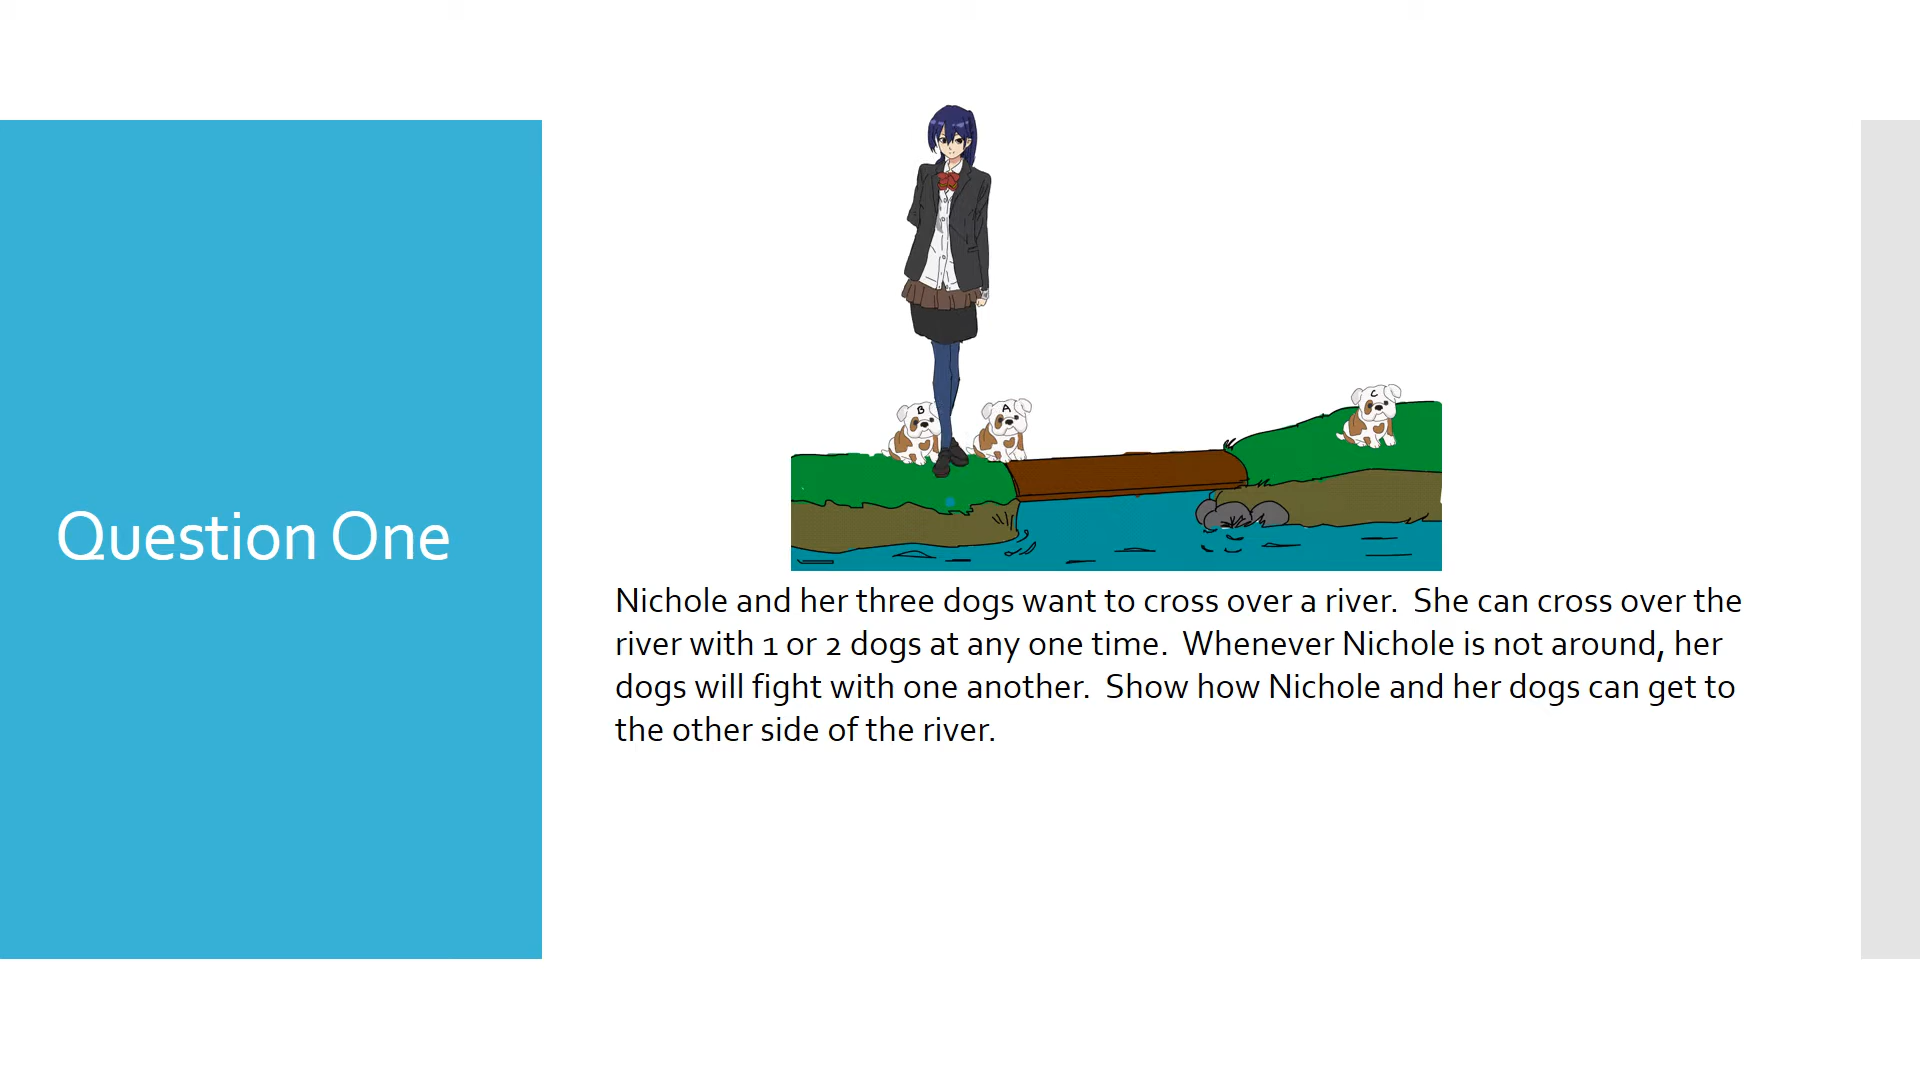 Question One
B
A
C
Nichole and her three dogs want to cross over a river.  She can cross over the
river with 1 or 2 dogs at any one time.  Whenever Nichole is not around, her
dogs will fight with one another.  Show how Nichole and her dogs can get to
the other side of the river.